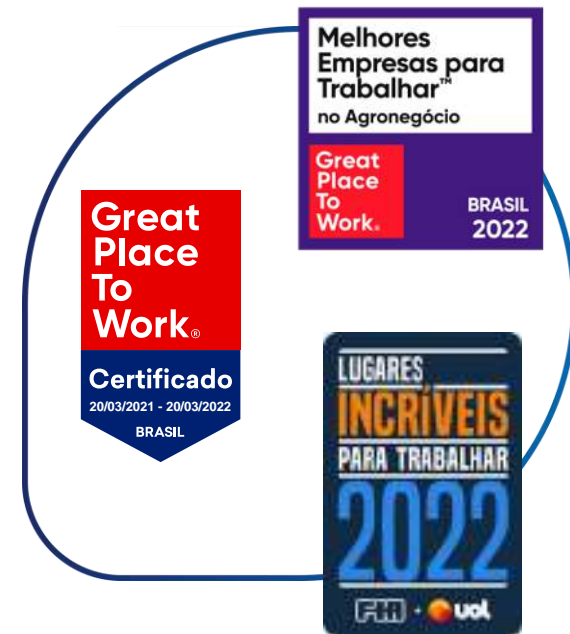 Melhores
Empresas para
Trabalhar™
no Agronegócio
Great
Place
To
Work.
BRASIL
2022
Great
Place
To
Work®
Certificado
20/03/2021 - 20/03/2022
BRASIL
LUGARES
INCRÍVEIS
PARA TRABALHAR
2022
FIA + UOL